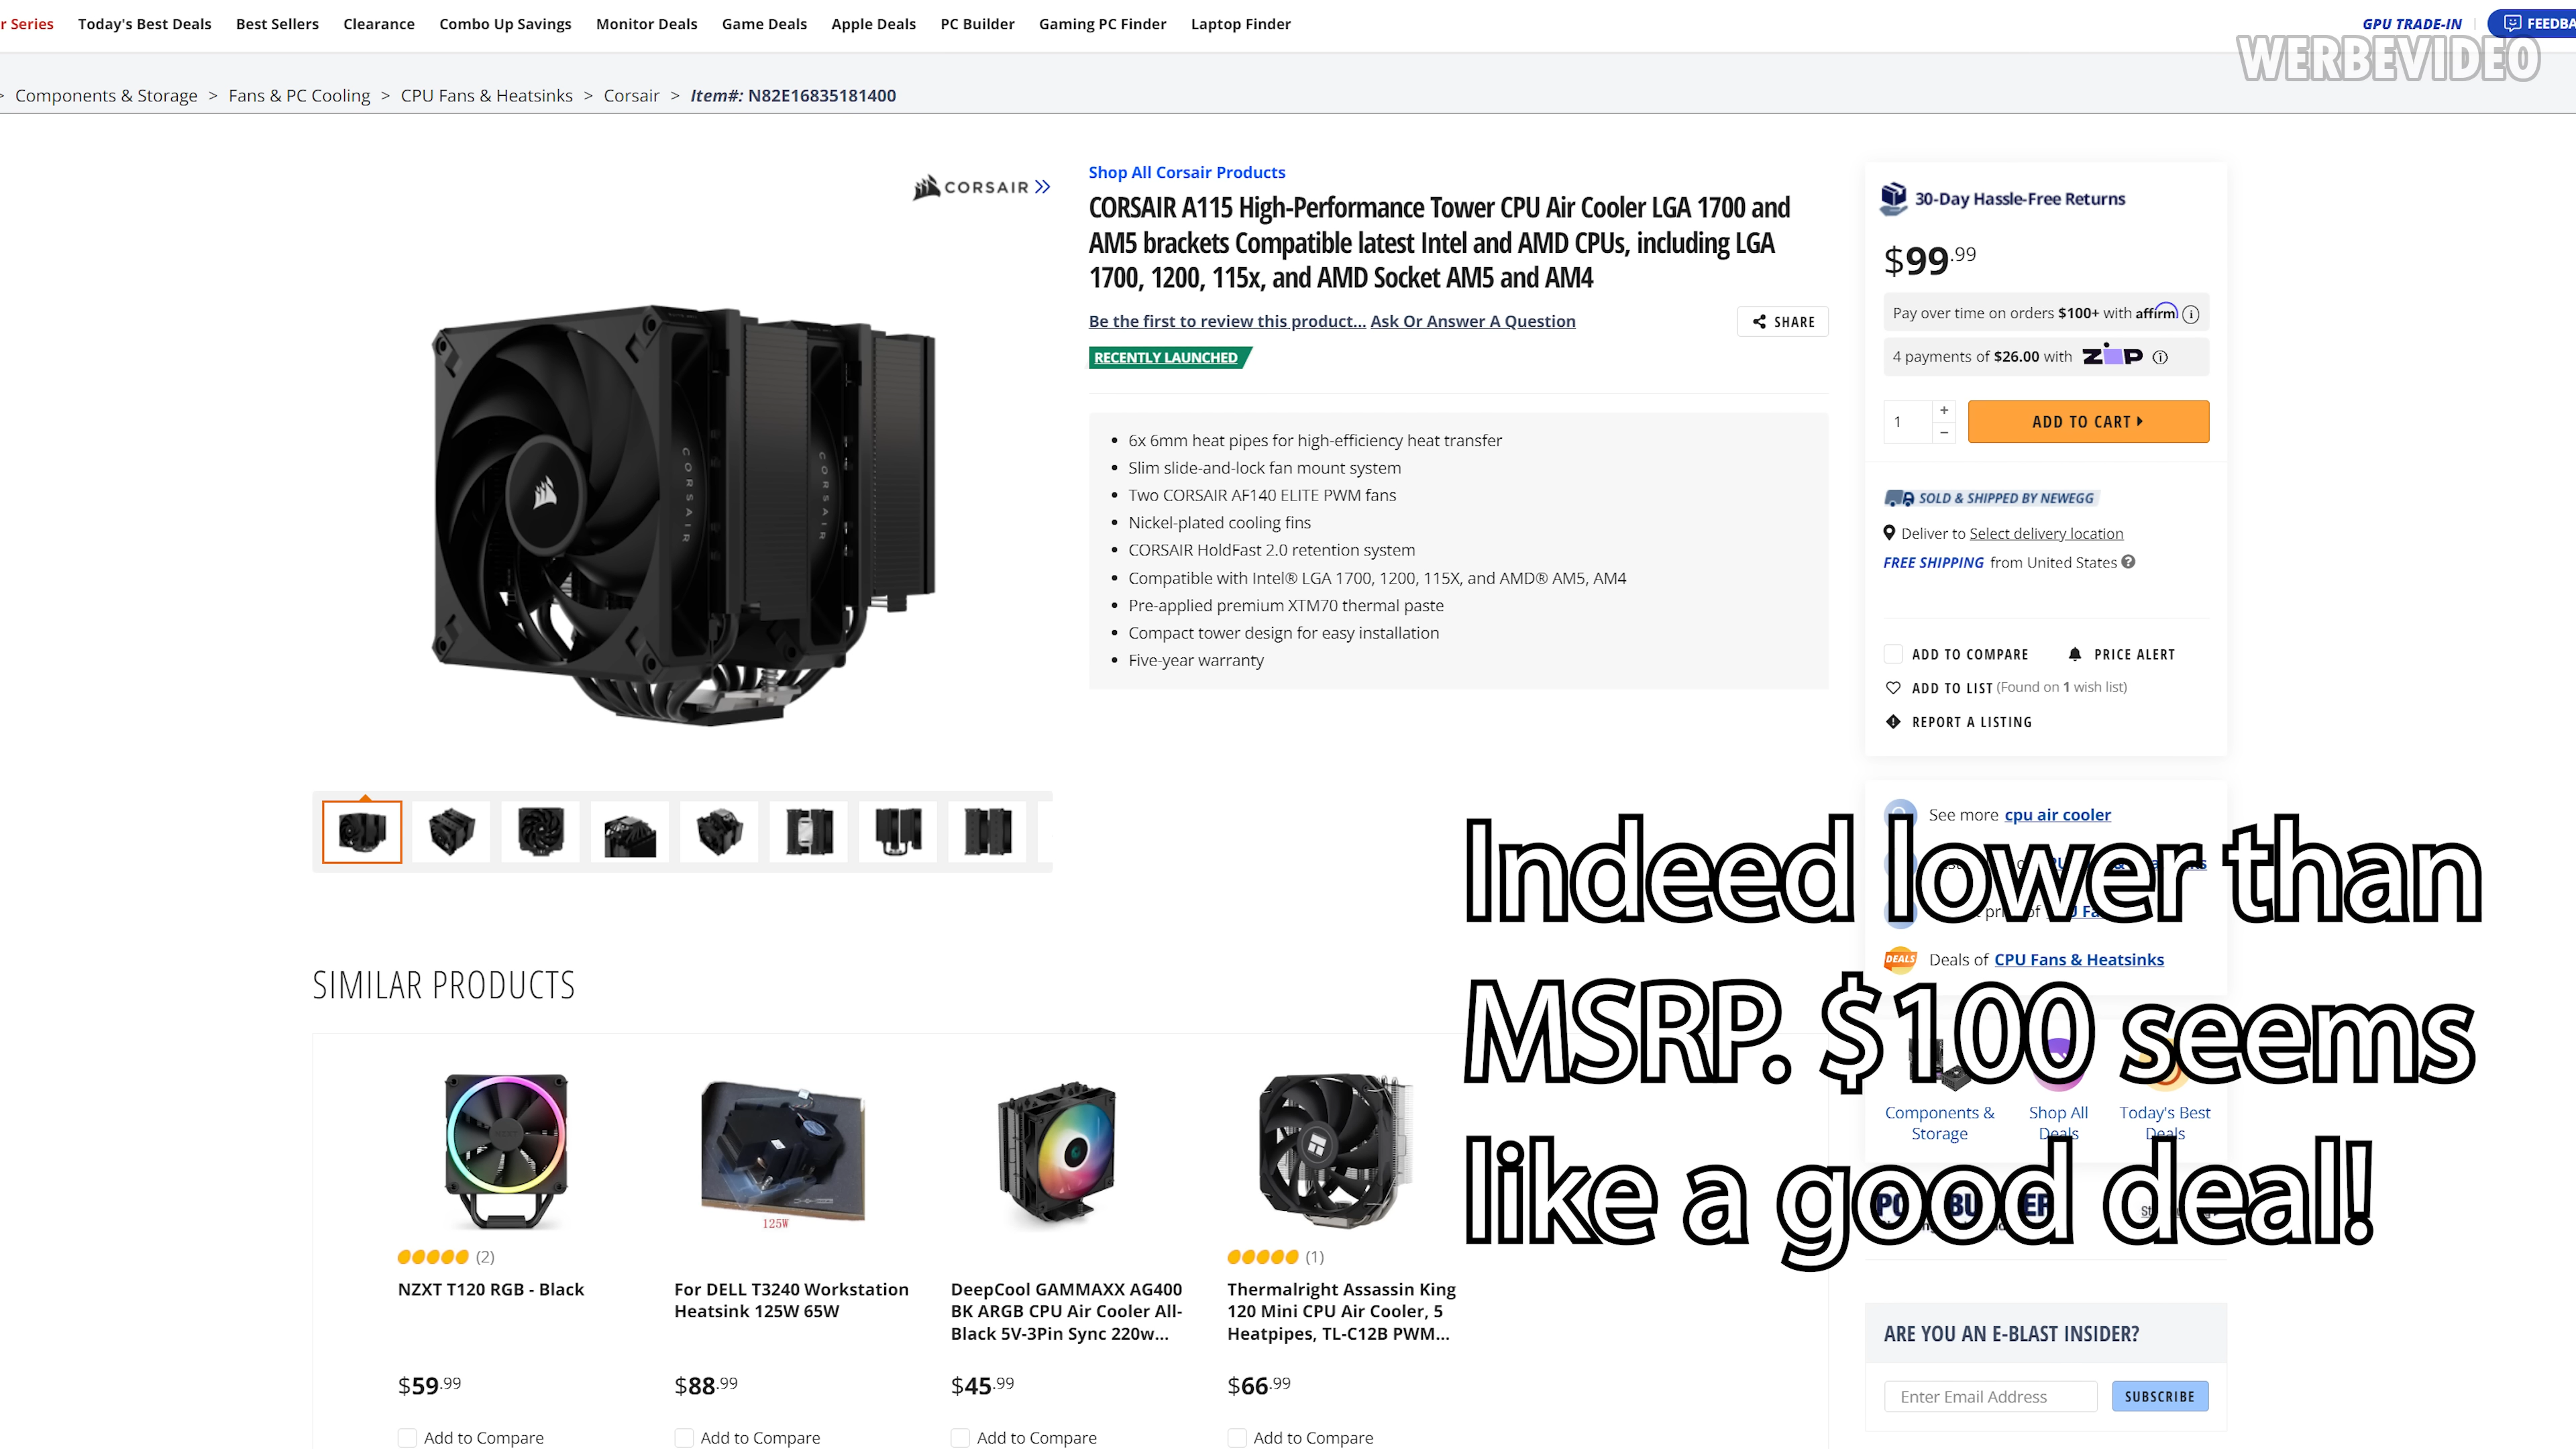 r Series Today's Best Deals Best Sellers Clearance Combo Up Savings Monitor Deals Game Deals Apple Deals PC Builder Gaming PC Finder Laptop Finder GPU TRADE-IN | FEEDBA
WERBEVIDEO
> Components & Storage > Fans & PC Cooling > CPU Fans & Heatsinks > Corsair > Item#: N82E16835181400
CORSAIR
CORSAIR
CORSAIR
Shop All Corsair Products
CORSAIR A115 High-Performance Tower CPU Air Cooler LGA 1700 and
AM5 brackets Compatible latest Intel and AMD CPUs, including LGA
1700, 1200, 115x, and AMD Socket AM5 and AM4
Be the first to review this product... Ask Or Answer A Question
SHARE
RECENTLY LAUNCHED
• 6x 6mm heat pipes for high-efficiency heat transfer
• Slim slide-and-lock fan mount system
• Two CORSAIR AF140 ELITE PWM fans
• Nickel-plated cooling fins
• CORSAIR HoldFast 2.0 retention system
• Compatible with Intel® LGA 1700, 1200, 115X, and AMD® AM5, AM4
• Pre-applied premium XTM70 thermal paste
• Compact tower design for easy installation
• Five-year warranty
30-Day Hassle-Free Returns
$99.99
Pay over time on orders $100+ with affirm
4 payments of $26.00 with ZIP
1 + −
ADD TO CART
SOLD & SHIPPED BY NEWEGG
Deliver to Select delivery location
FREE SHIPPING from United States
ADD TO COMPARE PRICE ALERT
ADD TO LIST (Found on 1 wish list)
REPORT A LISTING
See more cpu air cooler
DEALS Deals of CPU Fans & Heatsinks
Components & Storage
Shop All Deals
Today's Best Deals
Indeed lower than
MSRP. $100 seems
like a good deal!
SIMILAR PRODUCTS
125W
(2)
NZXT T120 RGB - Black
$59.99
Add to Compare
For DELL T3240 Workstation
Heatsink 125W 65W
$88.99
Add to Compare
DeepCool GAMMAXX AG400
BK ARGB CPU Air Cooler All-
Black 5V-3Pin Sync 220w...
$45.99
Add to Compare
(1)
Thermalright Assassin King
120 Mini CPU Air Cooler, 5
Heatpipes, TL-C12B PWM...
$66.99
Add to Compare
ARE YOU AN E-BLAST INSIDER?
Enter Email Address
SUBSCRIBE